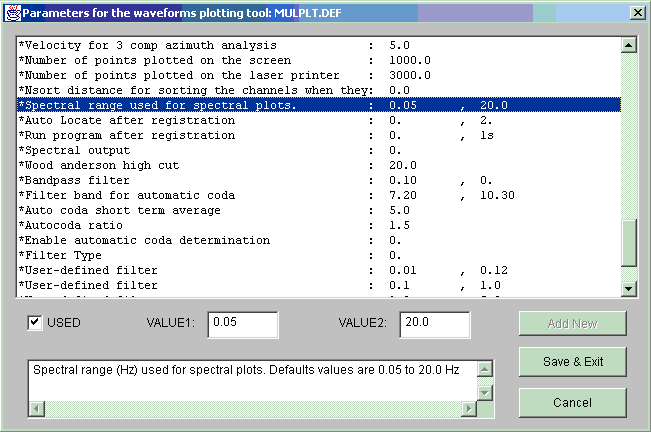 Parameters for the waveforms plotting tool: MULPLT.DEF
*Velocity for 3 comp azimuth analysis : 5.0
*Number of points plotted on the screen : 1000.0
*Number of points plotted on the laser printer : 3000.0
*Nsort distance for sorting the channels when they: 0.0
*Spectral range used for spectral plots. : 0.05 , 20.0
*Auto Locate after registration : 0. , 2.
*Run program after registration : 0. , ls
*Spectral output : 0.
*Wood anderson high cut : 20.0
*Bandpass filter : 0.10 , 0.
*Filter band for automatic coda : 7.20 , 10.30
*Auto coda short term average : 5.0
*Autocoda ratio : 1.5
*Enable automatic coda determination : 0.
*Filter Type : 0.
*User-defined filter : 0.01 , 0.12
*User-defined filter : 0.1 , 1.0
USED VALUE1: 0.05 VALUE2: 20.0 Add New
Spectral range (Hz) used for spectral plots. Defaults values are 0.05 to 20.0 Hz
Save & Exit
Cancel